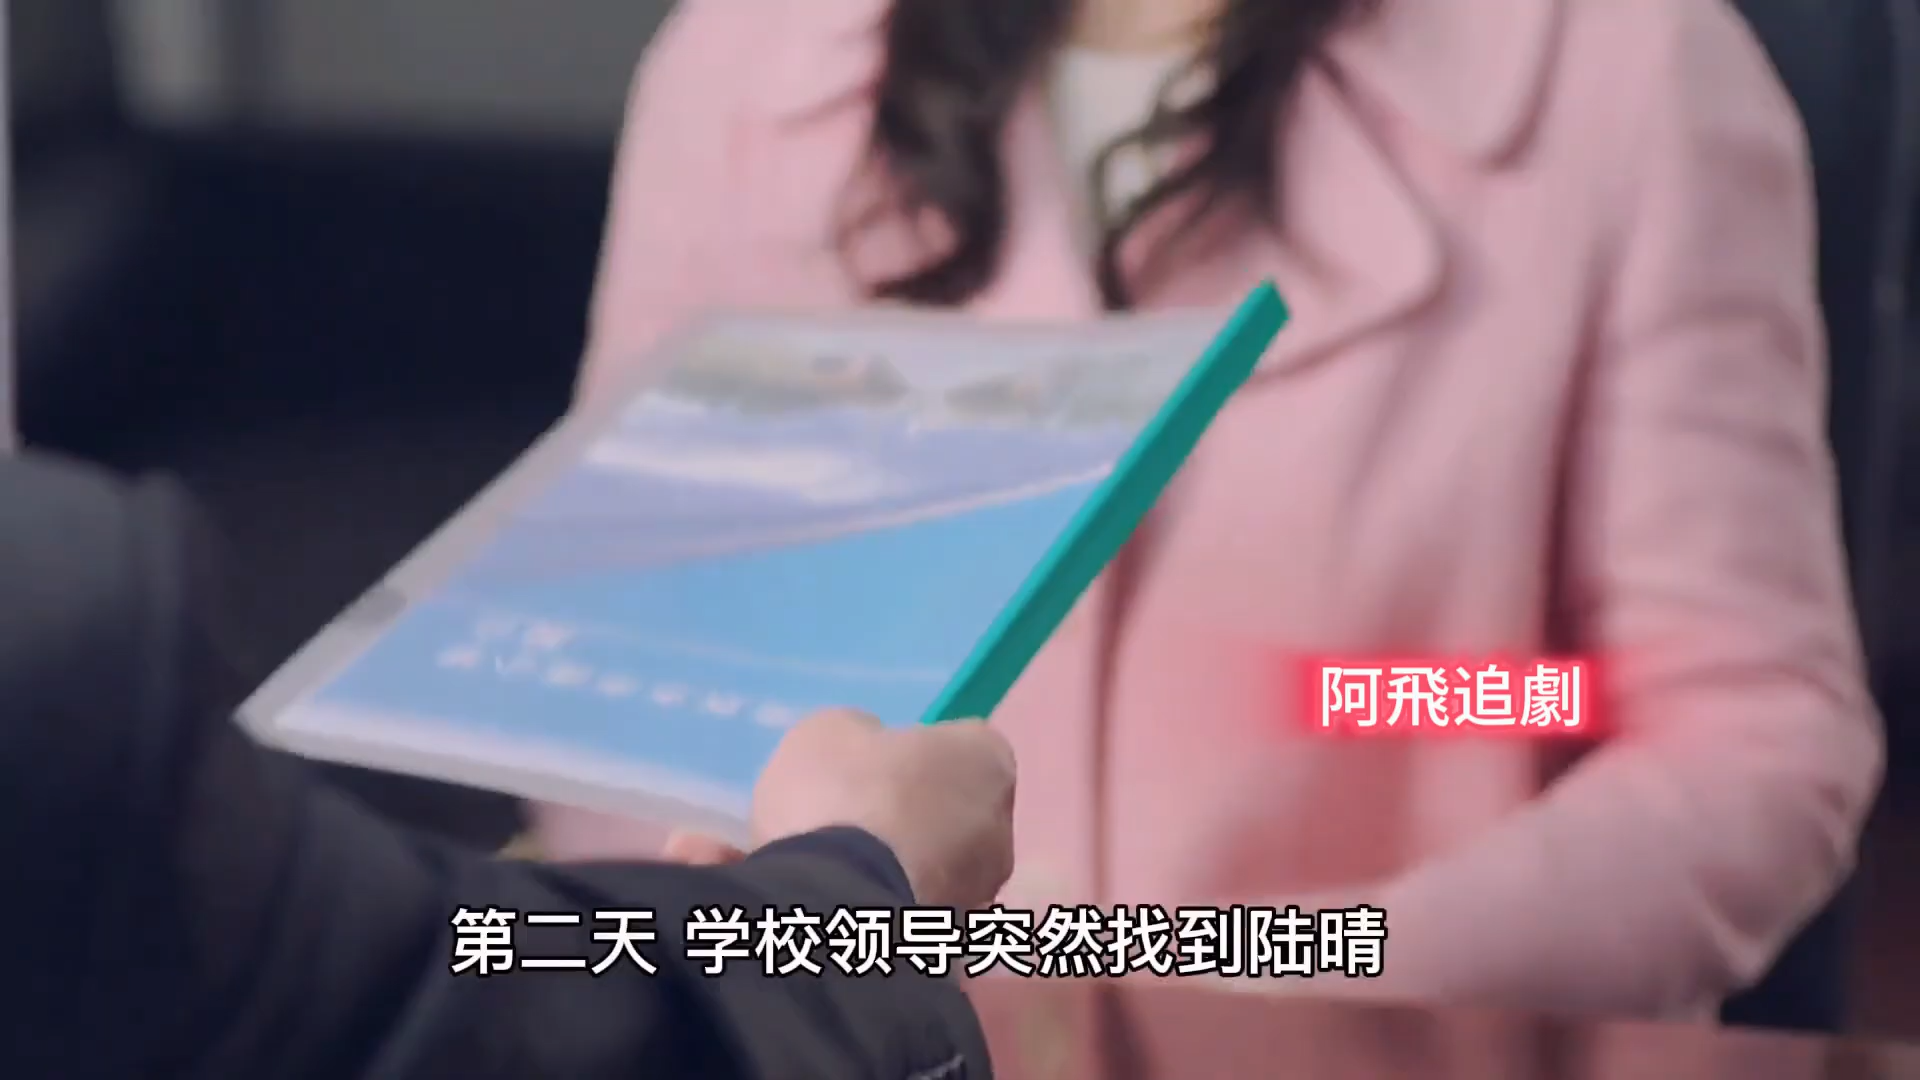 阿飛追劇
第二天 学校领导突然找到陆晴